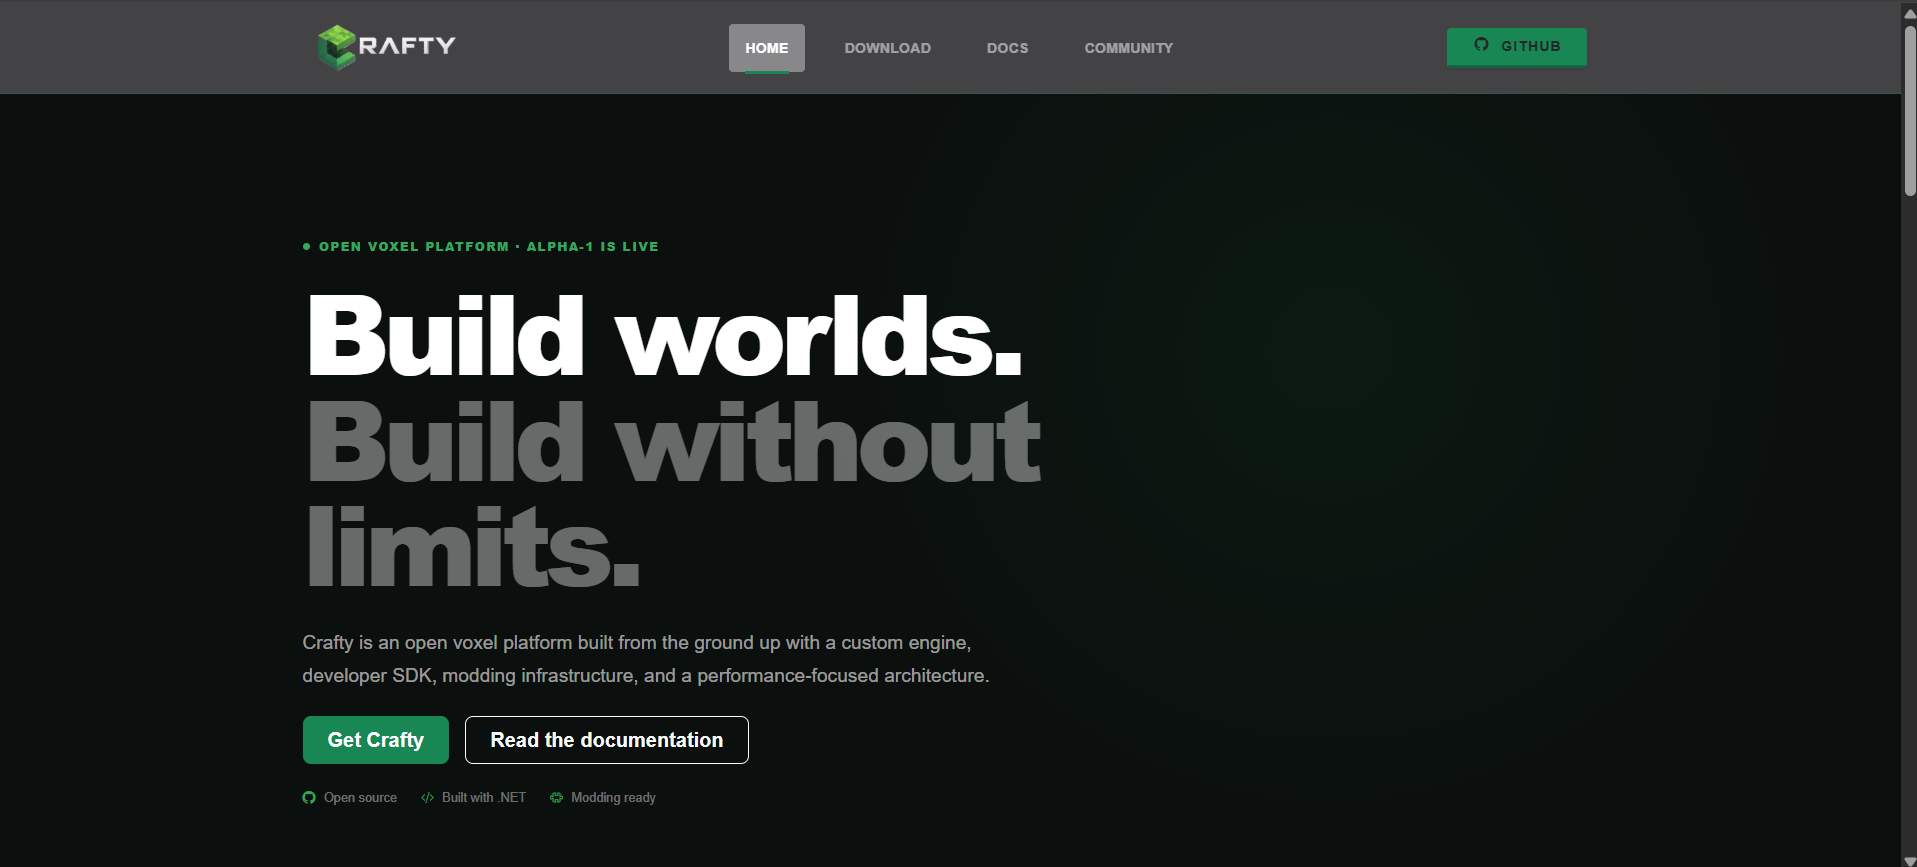 CRAFTY
HOME
DOWNLOAD
DOCS
COMMUNITY
GITHUB
OPEN VOXEL PLATFORM · ALPHA-1 IS LIVE
Build worlds.
Build without
limits.
Crafty is an open voxel platform built from the ground up with a custom engine,
developer SDK, modding infrastructure, and a performance-focused architecture.
Get Crafty
Read the documentation
Open source
Built with .NET
Modding ready